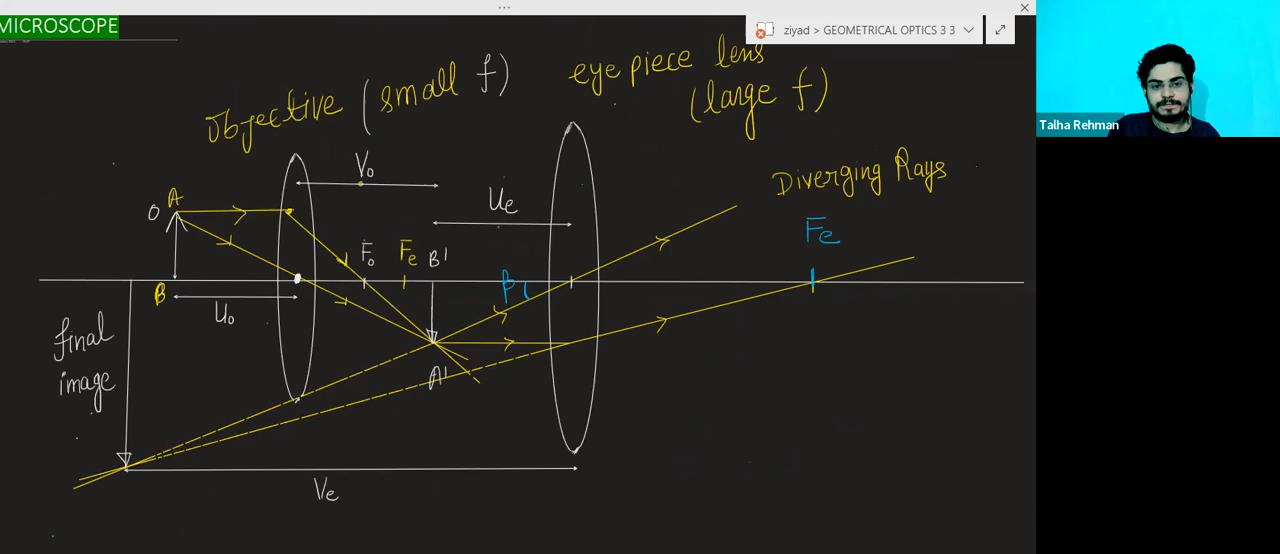 MICROSCOPE
ziyad > GEOMETRICAL OPTICS 3 3
objective (small f)
eye piece lens
(large f)
Talha Rehman
Vo
Diverging Rays
A
O
Ue
Fe
Fo
Fe
B'
B
β
Uo
final
image
A'
Ve